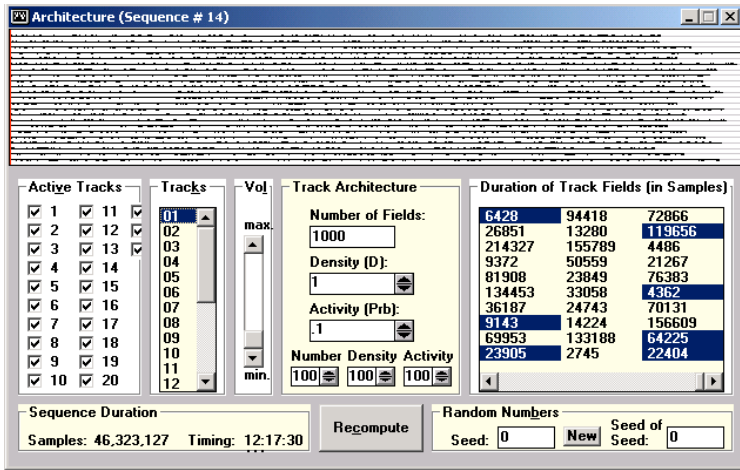 Architecture (Sequence # 14)
Active Tracks
1 11
2 12
3 13
4 14
5 15
6 16
7 17
8 18
9 19
10 20
Tracks
01
02
03
04
05
06
07
08
09
10
11
12
Vol
max.
min.
Track Architecture
Number of Fields:
1000
Density (D):
1
Activity (Prb):
.1
Number Density Activity
100 100 100
Duration of Track Fields (in Samples)
6428 94418 72866
26851 13280 119656
214327 155789 4486
9372 50559 21267
81908 23849 76383
134453 33058 4362
36187 24743 70131
9143 14224 156609
69953 133188 64225
23905 2745 22404
Sequence Duration
Samples: 46,323,127 Timing: 12:17:30
Recompute
Random Numbers
Seed: 0 New Seed of Seed: 0